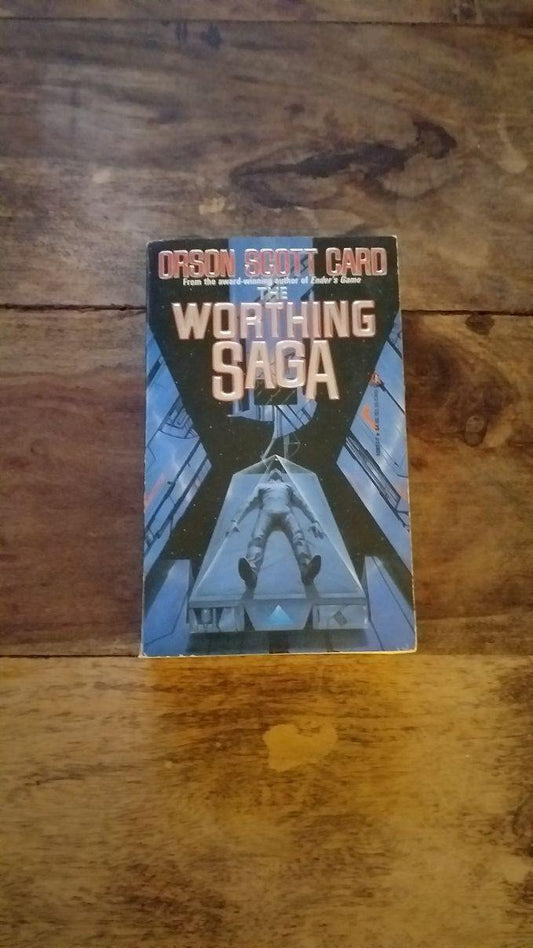 ORSON SCOTT CARD
From the award-winning author of Ender's Game
THE
WORTHING
SAGA